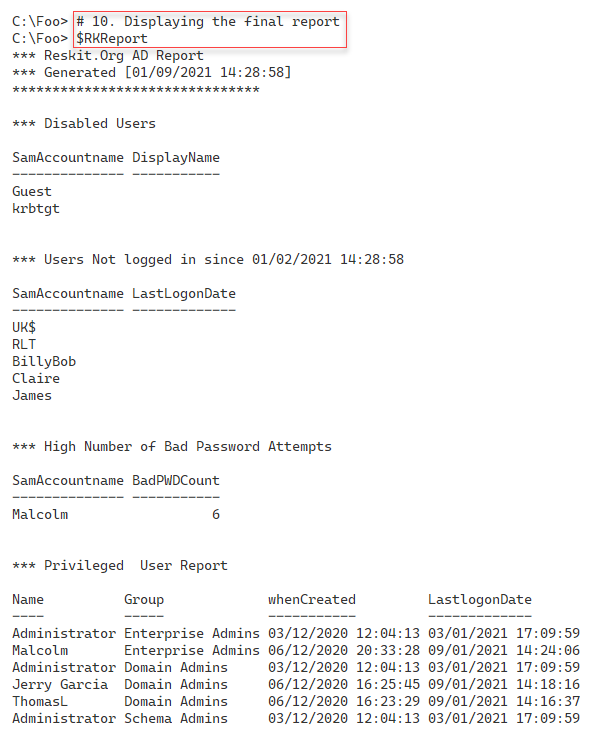 C:\Foo> # 10. Displaying the final report
C:\Foo> $RKReport
*** Reskit.Org AD Report
*** Generated [01/09/2021 14:28:58]
*******************************

*** Disabled Users

SamAccountname DisplayName
-------------- -----------
Guest
krbtgt

*** Users Not logged in since 01/02/2021 14:28:58

SamAccountname LastLogonDate
-------------- -------------
UK$
RLT
BillyBob
Claire
James

*** High Number of Bad Password Attempts

SamAccountname BadPWDCount
-------------- -----------
Malcolm                  6

*** Privileged  User Report

Name          Group             whenCreated         LastlogonDate
----          -----             -----------         -------------
Administrator Enterprise Admins 03/12/2020 12:04:13 03/01/2021 17:09:59
Malcolm       Enterprise Admins 06/12/2020 20:33:28 09/01/2021 14:24:06
Administrator Domain Admins     03/12/2020 12:04:13 03/01/2021 17:09:59
Jerry Garcia  Domain Admins     06/12/2020 16:25:45 09/01/2021 14:18:16
ThomasL       Domain Admins     06/12/2020 16:23:29 09/01/2021 14:16:37
Administrator Schema Admins     03/12/2020 12:04:13 03/01/2021 17:09:59